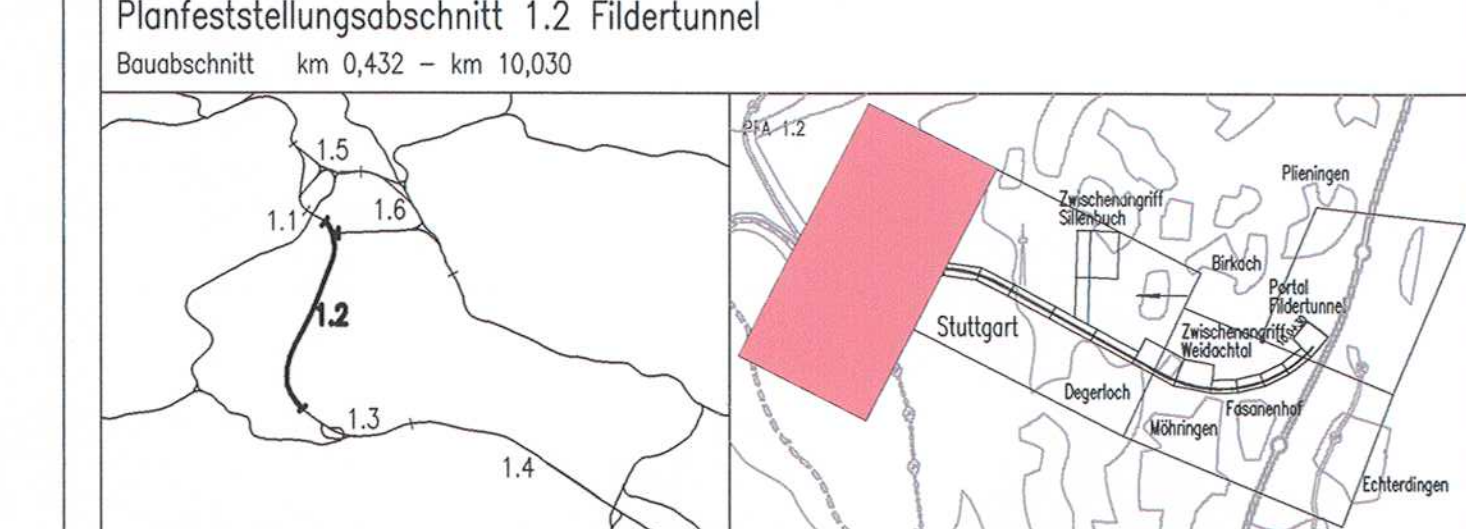 Planfeststellungsabschnitt 1.2 Fildertunnel
Bauabschnitt km 0,432 - km 10,030
1.5
1.1
1.6
1.2
1.3
1.4
PFA 1.2
Plieningen
Zwischenangriff
Sillenbuch
Birkach
Portal
Fildertunnel
Stuttgart
Zwischenangriff
Weidachtal
Degerloch
Fasanenhof
Möhringen
Echterdingen